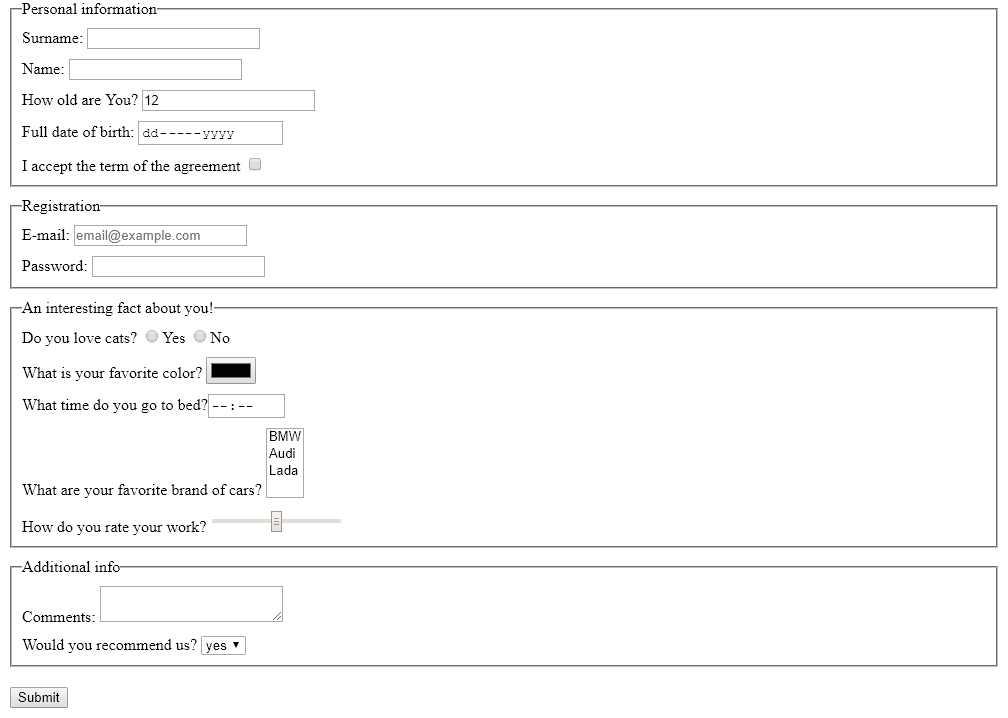 Personal information
Surname:
Name:
How old are You? 12
Full date of birth: dd-----yyyy
I accept the term of the agreement
Registration
E-mail: email@example.com
Password:
An interesting fact about you!
Do you love cats? Yes No
What is your favorite color?
What time do you go to bed? --:--
BMW
Audi
Lada
What are your favorite brand of cars?
How do you rate your work?
Additional info
Comments:
Would you recommend us? yes
Submit